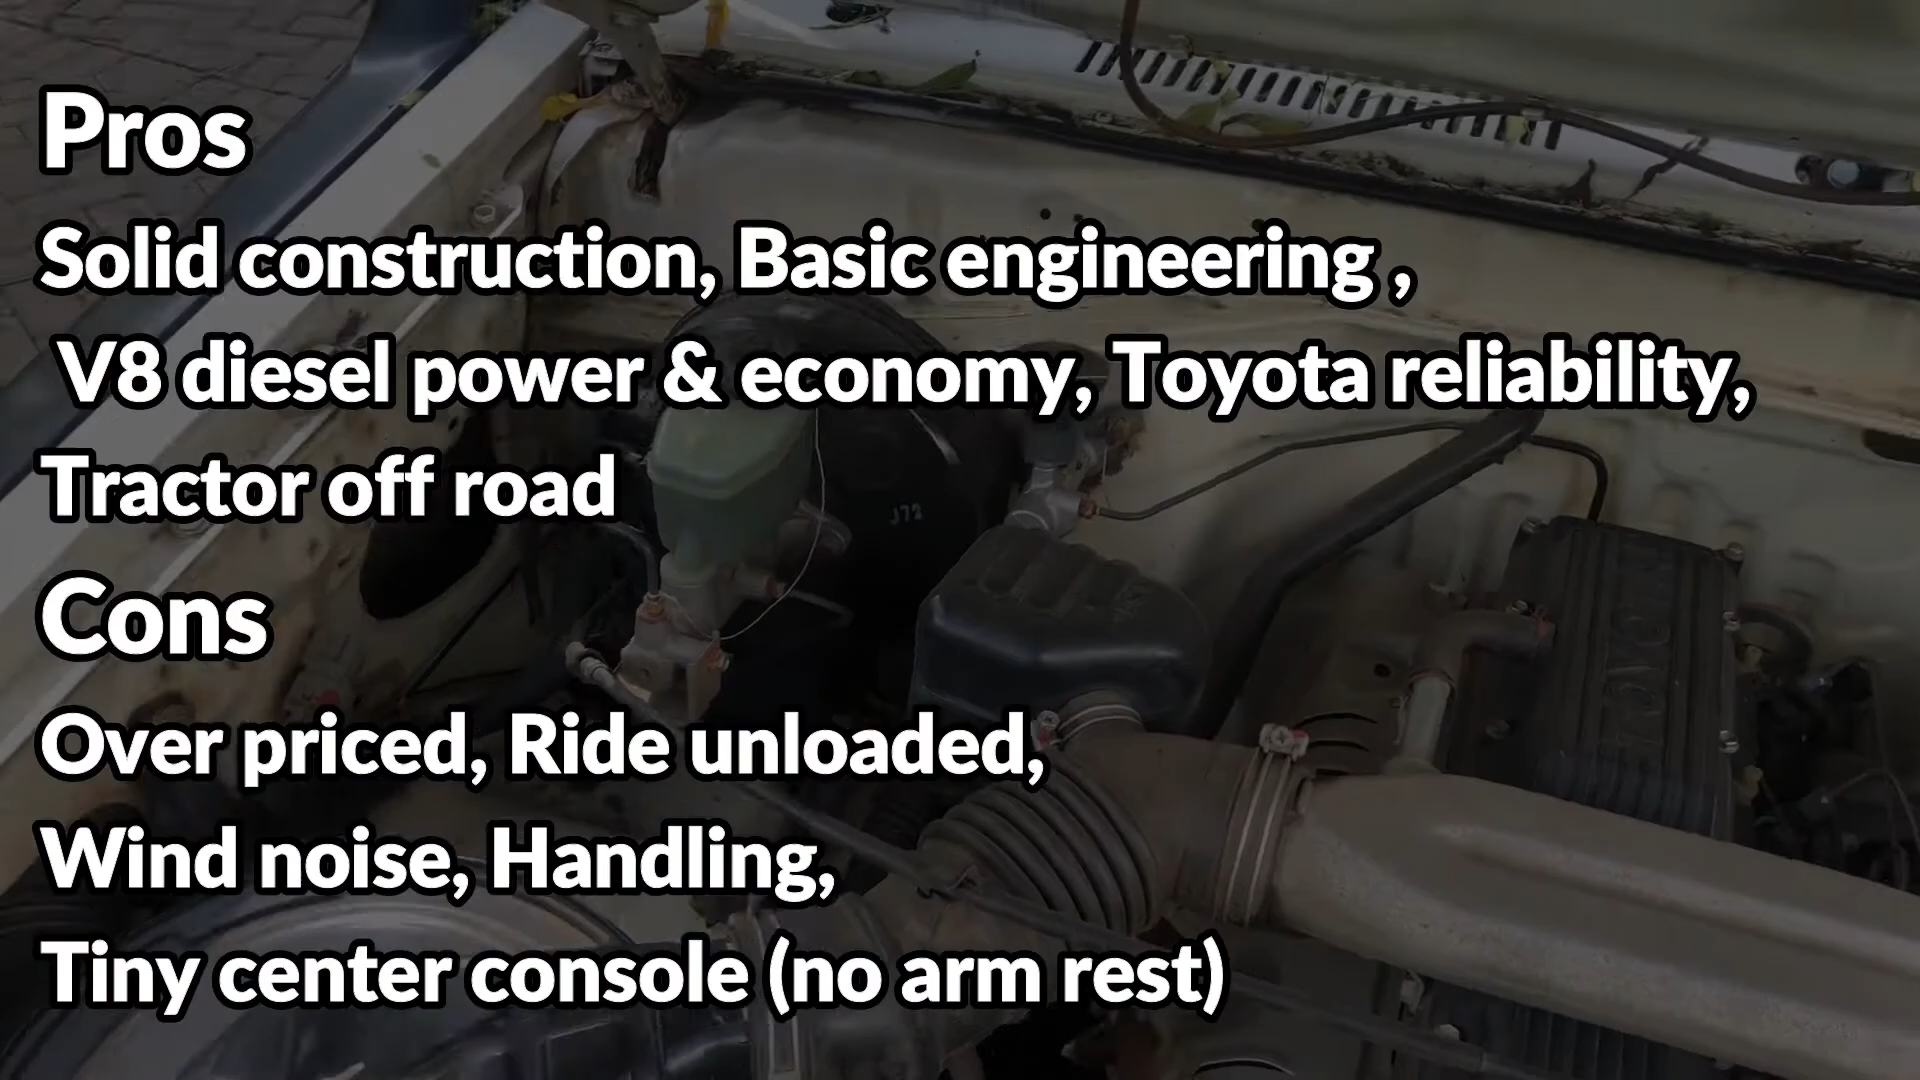 Pros
Solid construction, Basic engineering ,
V8 diesel power & economy, Toyota reliability,
Tractor off road
J72
Cons
Over priced, Ride unloaded,
Wind noise, Handling,
Tiny center console (no arm rest)